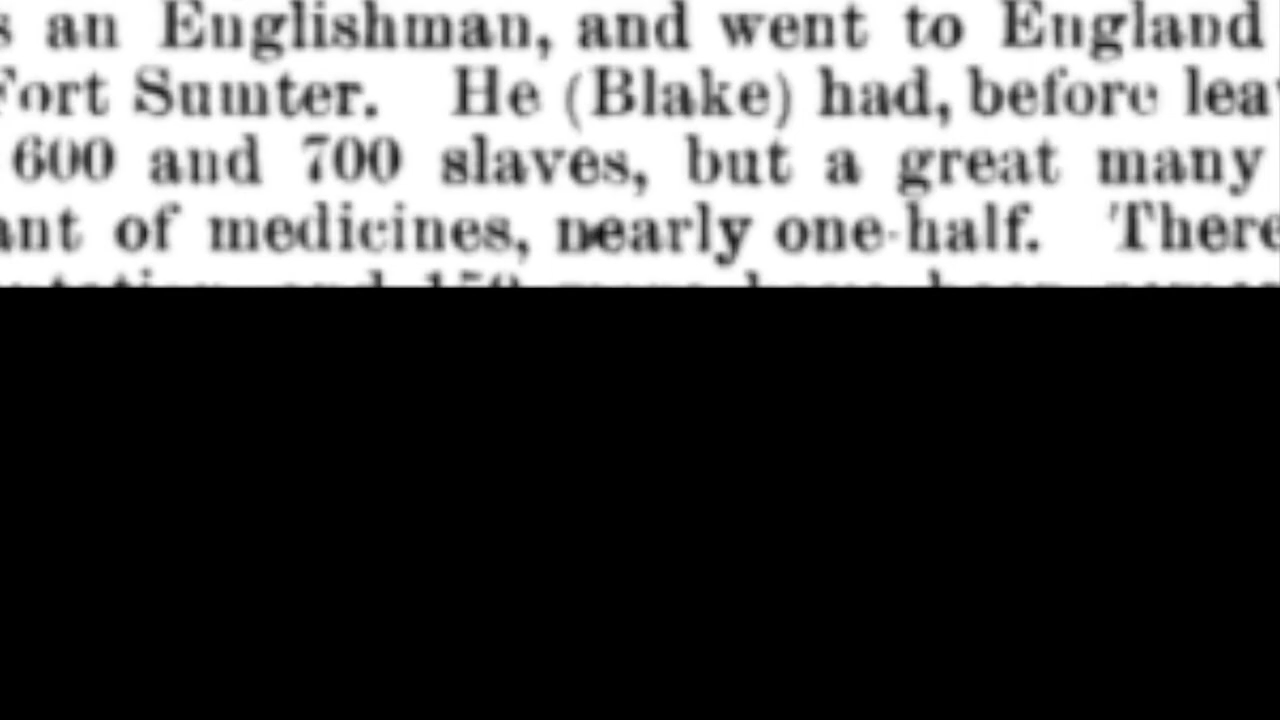 s an Englishman, and went to England
Fort Sumter. He (Blake) had, before lea
600 and 700 slaves, but a great many
ant of medicines, nearly one-half. There